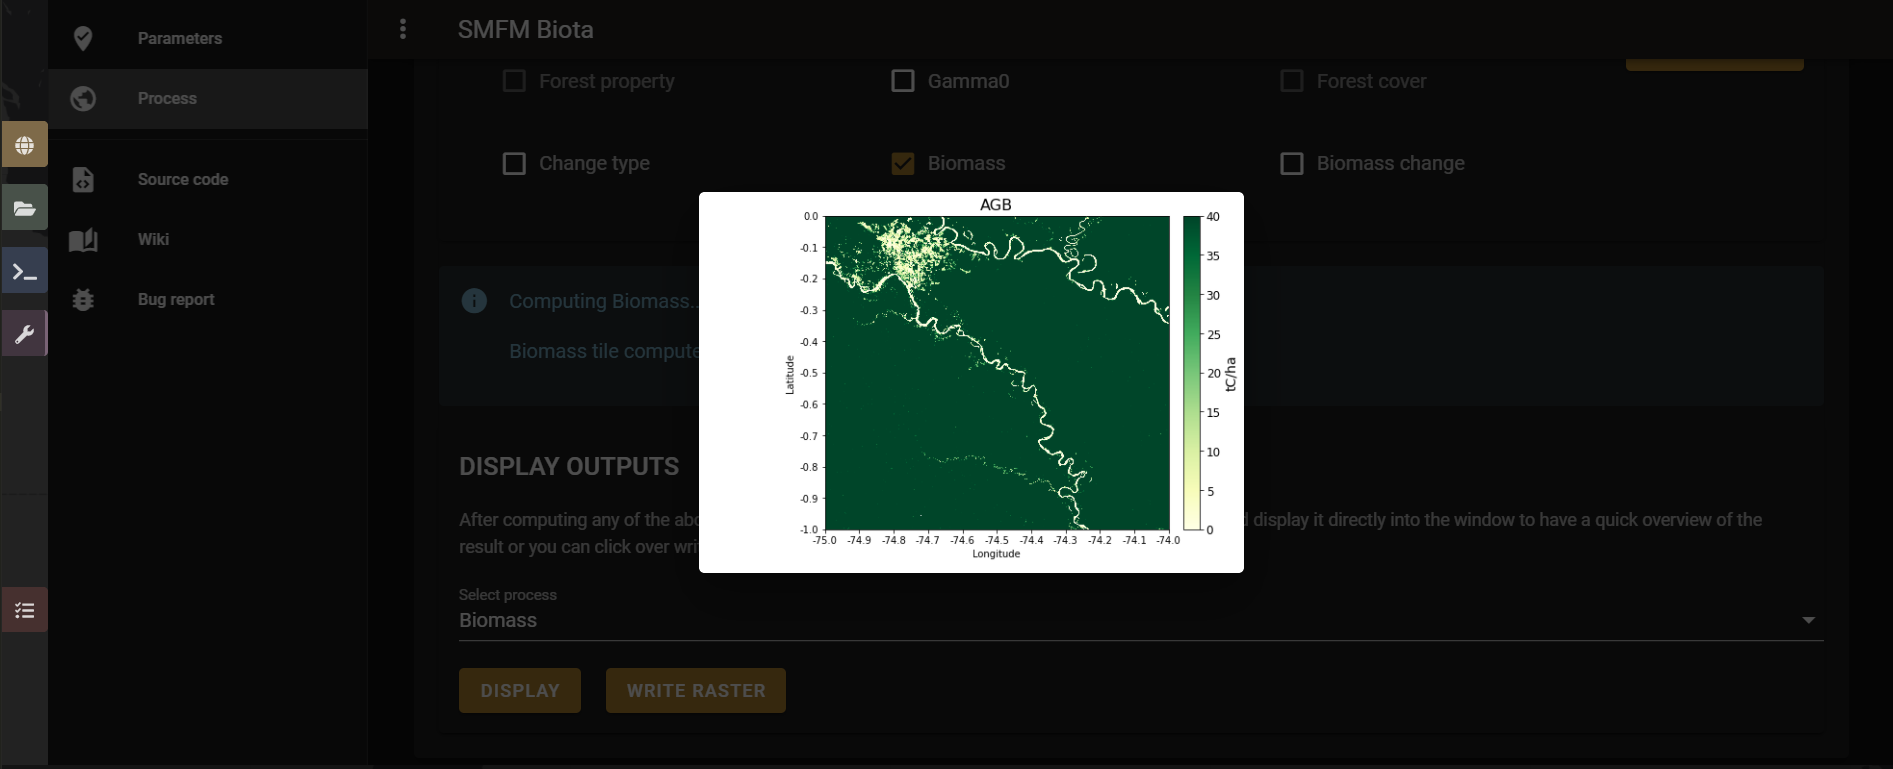 Parameters
Process
Source code
Wiki
Bug report
SMFM Biota
Forest property
Gamma0
Forest cover
Change type
Biomass
Biomass change
Computing Biomass..
Biomass tile compute
AGB
0.0
-0.1
-0.2
-0.3
-0.4
-0.5
-0.6
-0.7
-0.8
-0.9
-1.0
Latitude
-75.0 -74.9 -74.8 -74.7 -74.6 -74.5 -74.4 -74.3 -74.2 -74.1 -74.0
Longitude
40
35
30
25
20
15
10
5
0
tC/ha
DISPLAY OUTPUTS
After computing any of the abo display it directly into the window to have a quick overview of the
result or you can click over wri
Select process
Biomass
DISPLAY
WRITE RASTER